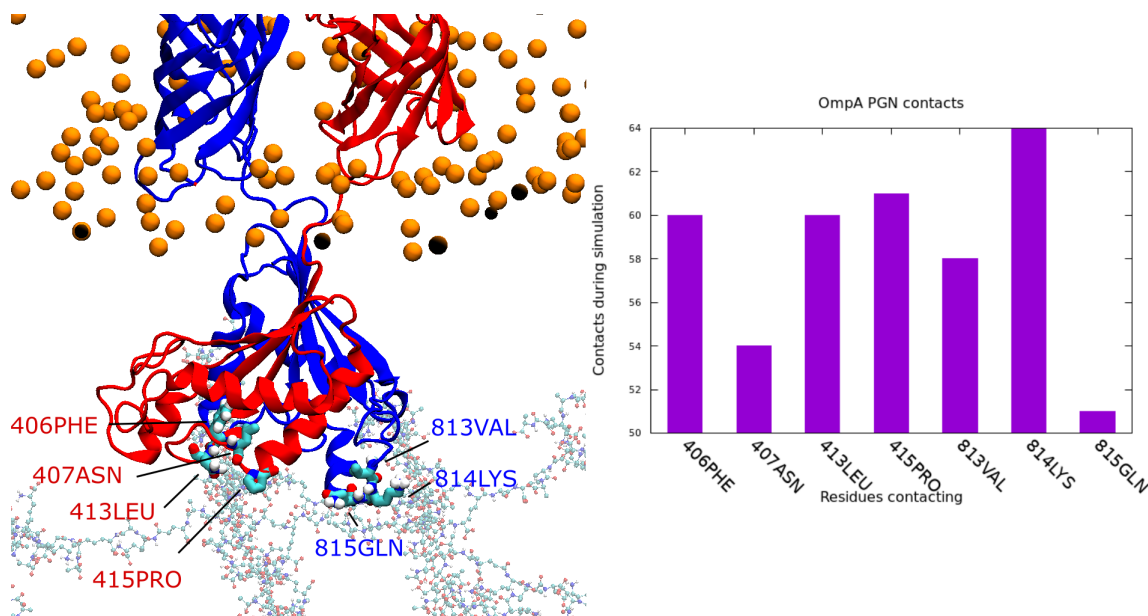 406PHE
407ASN
413LEU
415PRO
813VAL
814LYS
815GLN
OmpA PGN contacts
Contacts during simulation
64
62
60
58
56
54
52
50
406PHE
407ASN
413LEU
415PRO
813VAL
814LYS
815GLN
Residues contacting